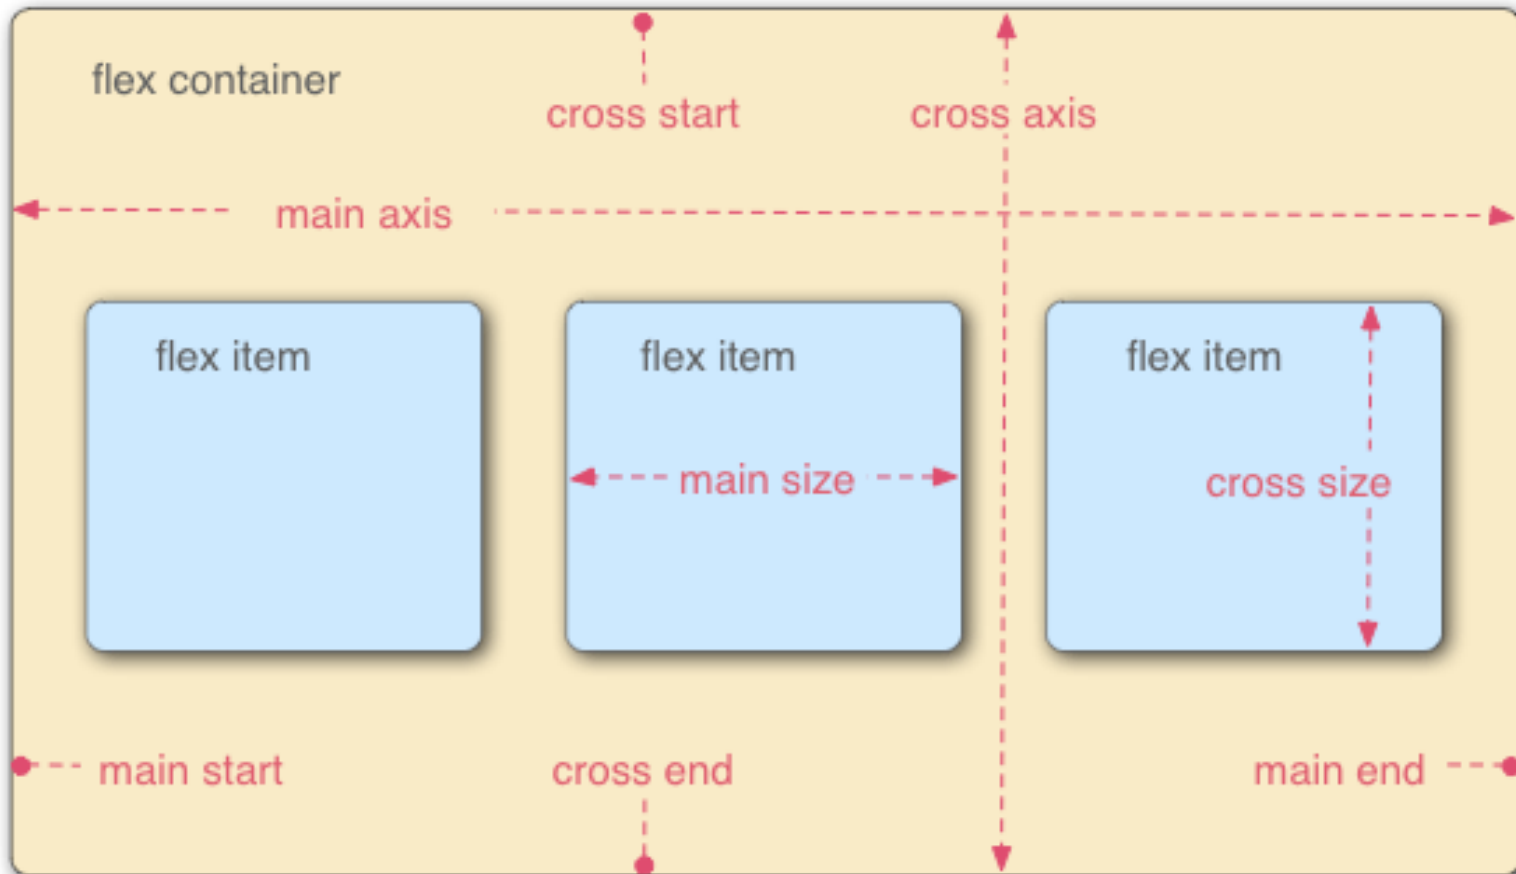 flex container
cross start
cross axis
main axis
flex item
flex item
flex item
main size
cross size
main start
cross end
main end